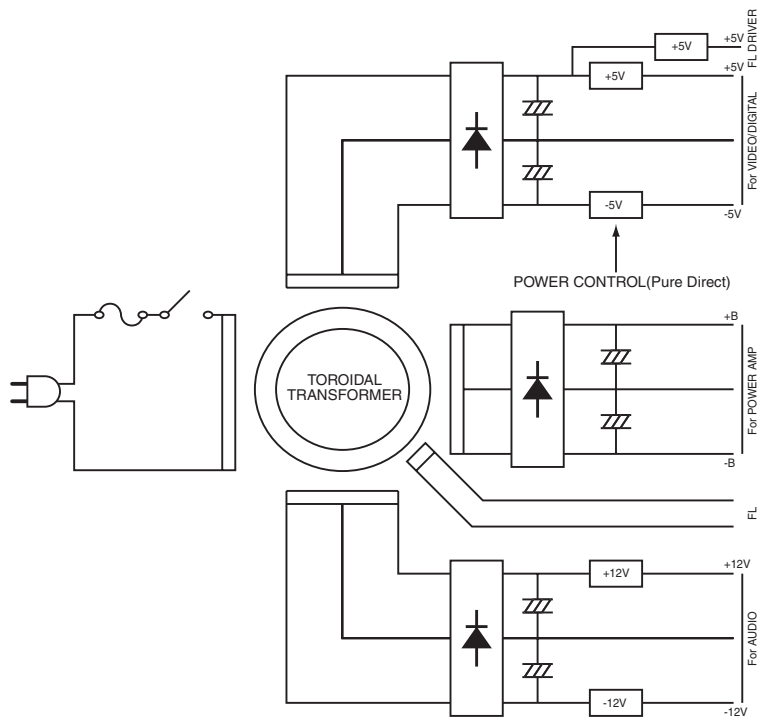 +5V
+5V
FL DRIVER
+5V
+5V
For VIDEO/DIGITAL
-5V
-5V
POWER CONTROL(Pure Direct)
+B
For POWER AMP
-B
TOROIDAL
TRANSFORMER
FL
+12V
+12V
For AUDIO
-12V
-12V